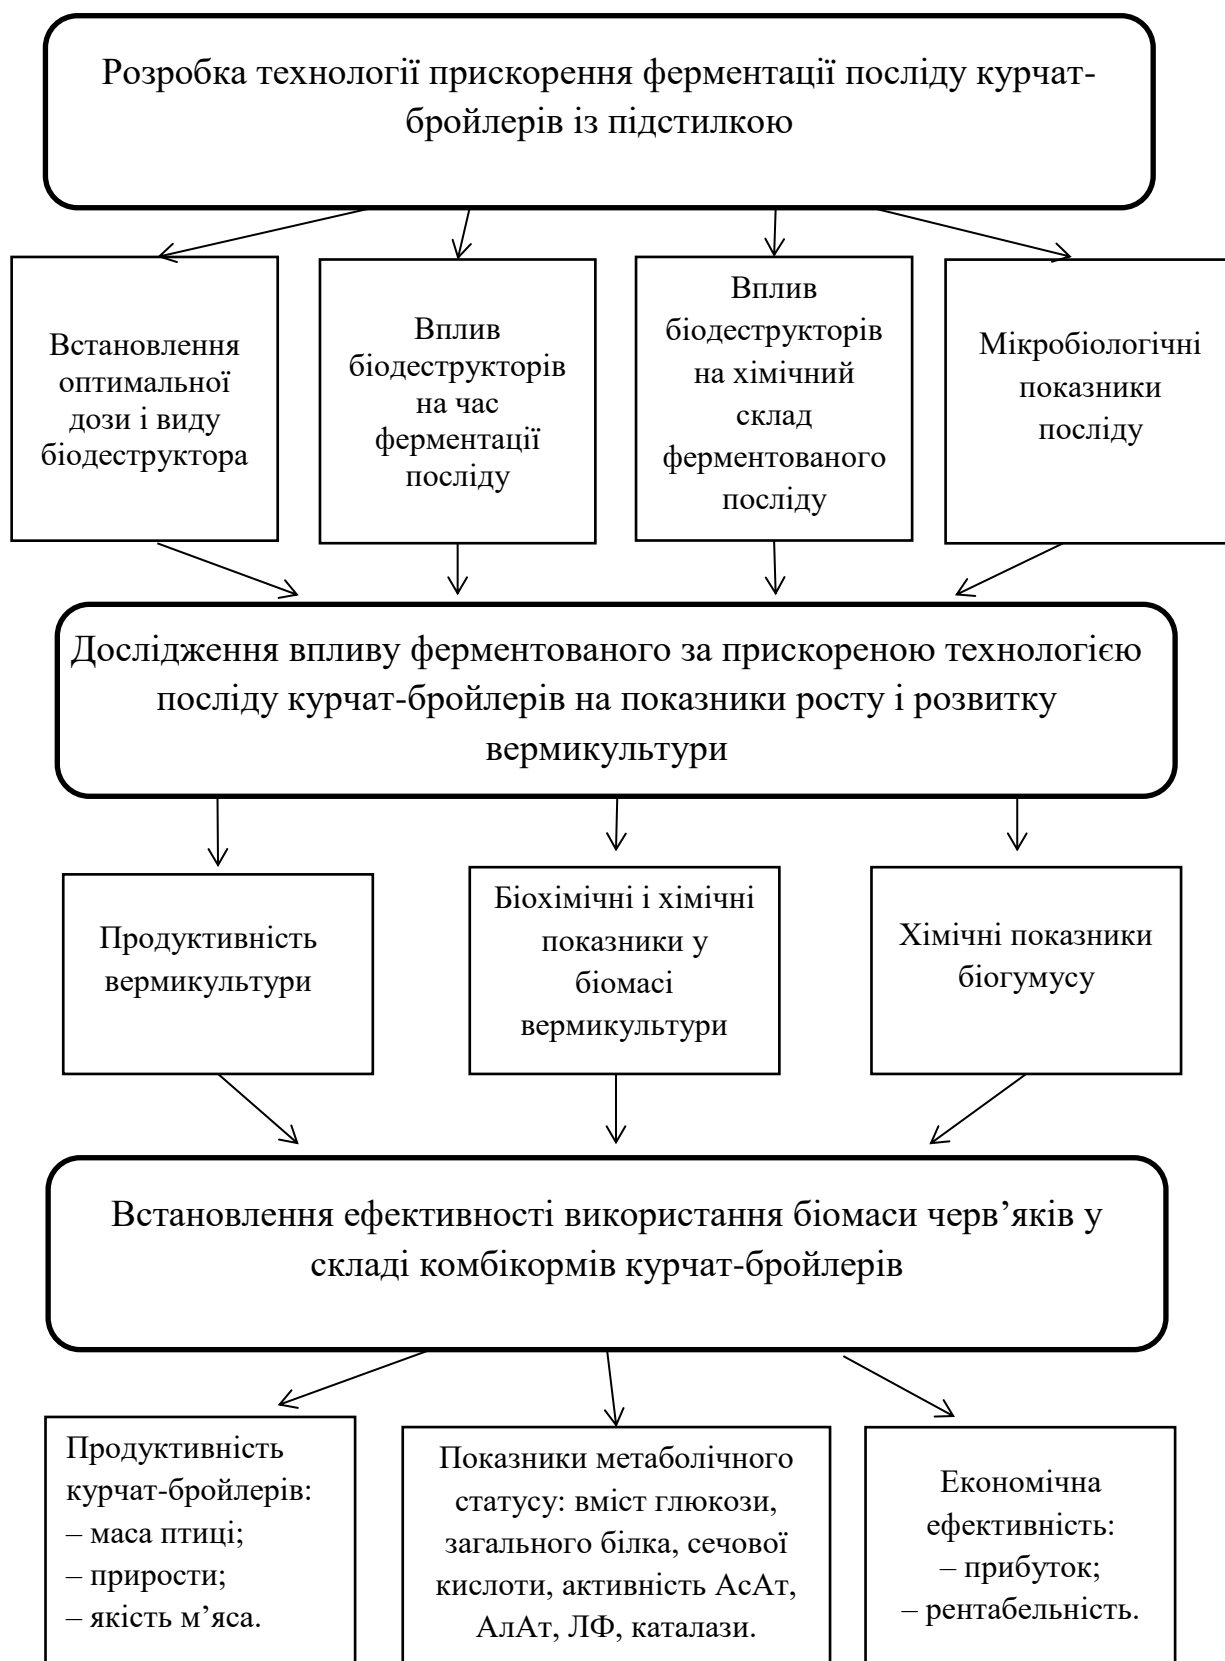 Розробка технології прискорення ферментації посліду курчат-
бройлерів із підстилкою
Встановлення
оптимальної
дози і виду
біодеструктора
Вплив
біодеструкторів
на час
ферментації
посліду
Вплив
біодеструкторів
на хімічний
склад
ферментованого
посліду
Мікробіологічні
показники
посліду
Дослідження впливу ферментованого за прискореною технологією
посліду курчат-бройлерів на показники росту і розвитку
вермикультури
Продуктивність
вермикультури
Біохімічні і хімічні
показники у
біомасі
вермикультури
Хімічні показники
біогумусу
Встановлення ефективності використання біомаси черв’яків у
складі комбікормів курчат-бройлерів
Продуктивність
курчат-бройлерів:
– маса птиці;
– прирости;
– якість м’яса.
Показники метаболічного
статусу: вміст глюкози,
загального білка, сечової
кислоти, активність АсАт,
АлАт, ЛФ, каталази.
Економічна
ефективність:
– прибуток;
– рентабельність.